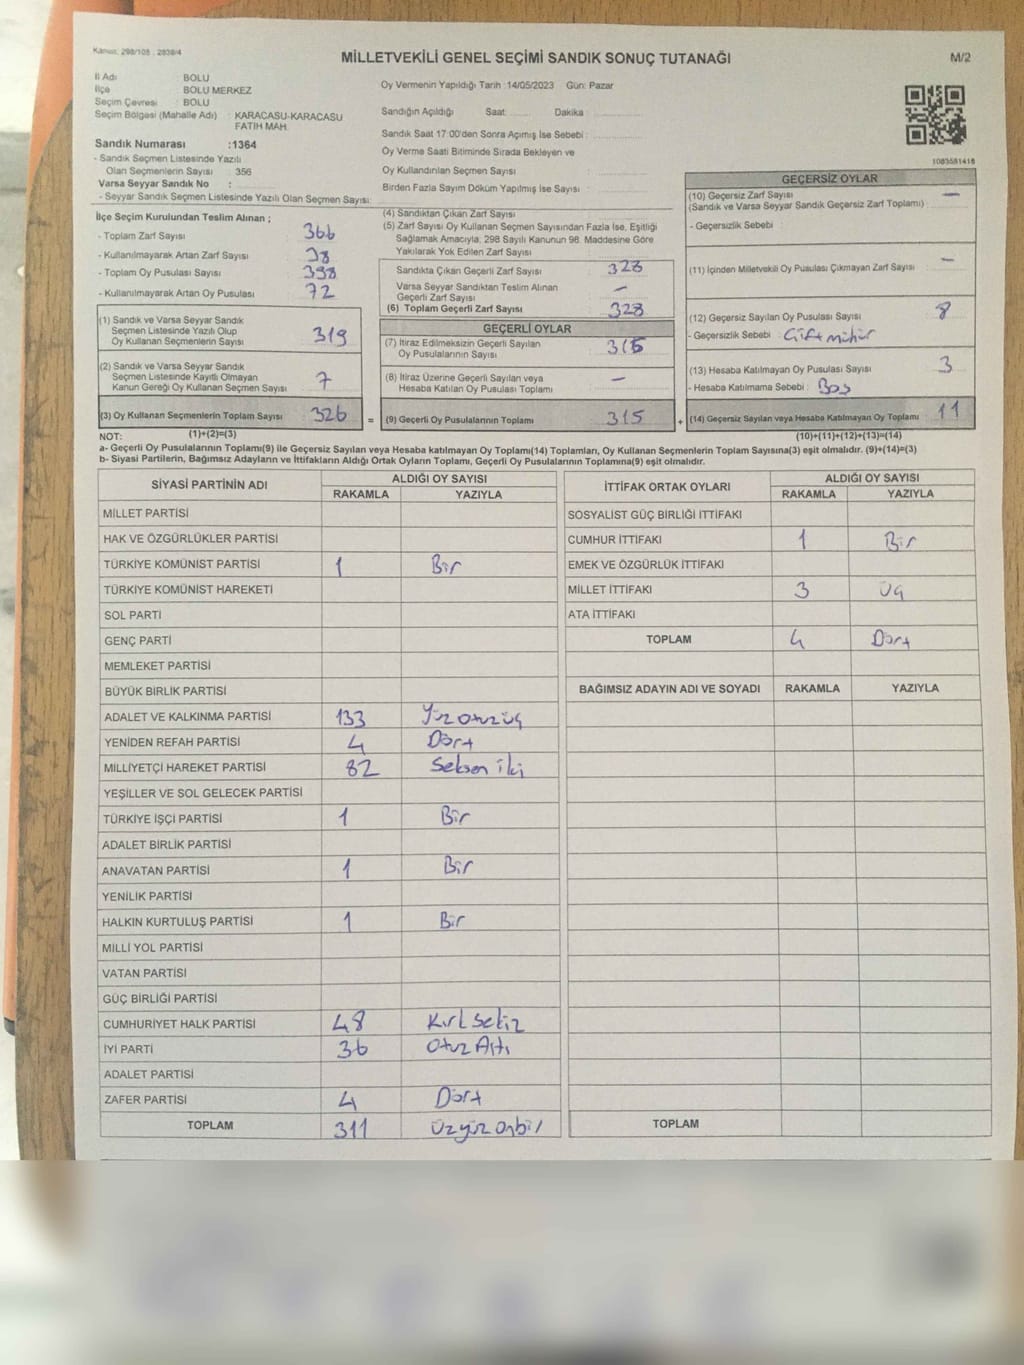 Kanun: 298/105 : 2839/4
MİLLETVEKİLİ GENEL SEÇİMİ SANDIK SONUÇ TUTANAĞI
M/2
İl Adı : BOLU
İlçe : BOLU MERKEZ
Seçim Çevresi : BOLU
Seçim Bölgesi (Mahalle Adı) : KARACASU-KARACASU FATİH MAH.
Sandık Numarası :1364
- Sandık Seçmen Listesinde Yazılı
Olan Seçmenlerin Sayısı : 356
Varsa Seyyar Sandık No :
- Seyyar Sandık Seçmen Listesinde Yazılı Olan Seçmen Sayısı:
Oy Vermenin Yapıldığı Tarih :14/05/2023 Gün: Pazar
Sandığın Açıldığı Saat: Dakika :
Sandık Saat 17:00'den Sonra Açımış İse Sebebi :
Oy Verme Saati Bitiminde Sırada Bekleyen ve
Oy Kullandırılan Seçmen Sayısı :
Birden Fazla Sayım Döküm Yapılmış İse Sayısı :
1083581416
İlçe Seçim Kurulundan Teslim Alınan ;
- Toplam Zarf Sayısı 366
- Kullanılmayarak Artan Zarf Sayısı 38
- Toplam Oy Pusulası Sayısı 398
- Kullanılmayarak Artan Oy Pusulası 72
(1) Sandık ve Varsa Seyyar Sandık
Seçmen Listesinde Yazılı Olup
Oy Kullanan Seçmenlerin Sayısı 319
(2) Sandık ve Varsa Seyyar Sandık
Seçmen Listesinde Kayıtlı Olmayan
Kanun Gereği Oy Kullanan Seçmen Sayısı 7
(3) Oy Kullanan Seçmenlerin Toplam Sayısı 326 =
(1)+(2)=(3)
(4) Sandıktan Çıkan Zarf Sayısı
(5) Zarf Sayısı Oy Kullanan Seçmen Sayısından Fazla İse, Eşitliği
Sağlamak Amacıyla, 298 Sayılı Kanunun 98. Maddesine Göre
Yakılarak Yok Edilen Zarf Sayısı
Sandıkta Çıkan Geçerli Zarf Sayısı 328
Varsa Seyyar Sandıktan Teslim Alınan
Geçerli Zarf Sayısı –
(6) Toplam Geçerli Zarf Sayısı 328
GEÇERLİ OYLAR
(7) İtiraz Edilmeksizin Geçerli Sayılan
Oy Pusulalarının Sayısı 315
(8) İtiraz Üzerine Geçerli Sayılan veya
Hesaba Katılan Oy Pusulası Toplamı –
(9) Geçerli Oy Pusulalarının Toplamı 315 +
GEÇERSİZ OYLAR
(10) Geçersiz Zarf Sayısı –
(Sandık ve Varsa Seyyar Sandık Geçersiz Zarf Toplamı)
- Geçersizlik Sebebi :
(11) İçinden Milletvekili Oy Pusulası Çıkmayan Zarf Sayısı –
(12) Geçersiz Sayılan Oy Pusulası Sayısı 8
- Geçersizlik Sebebi : Çift mühür
(13) Hesaba Katılmayan Oy Pusulası Sayısı 3
- Hesaba Katılmama Sebebi : Boş
(14) Geçersiz Sayılan veya Hesaba Katılmayan Oy Toplamı 11
(10)+(11)+(12)+(13)=(14)
NOT:
a- Geçerli Oy Pusulalarının Toplamı(9) ile Geçersiz Sayılan veya Hesaba katılmayan Oy Toplamı(14) Toplamları, Oy Kullanan Seçmenlerin Toplam Sayısına(3) eşit olmalıdır. (9)+(14)=(3)
b- Siyasi Partilerin, Bağımsız Adayların ve İttifakların Aldığı Ortak Oyların Toplamı, Geçerli Oy Pusulalarının Toplamına(9) eşit olmalıdır.
SİYASİ PARTİNİN ADI ALDIĞI OY SAYISI
RAKAMLA YAZIYLA
MİLLET PARTİSİ
HAK VE ÖZGÜRLÜKLER PARTİSİ
TÜRKİYE KOMÜNİST PARTİSİ 1 Bir
TÜRKİYE KOMÜNİST HAREKETİ
SOL PARTİ
GENÇ PARTİ
MEMLEKET PARTİSİ
BÜYÜK BİRLİK PARTİSİ
ADALET VE KALKINMA PARTİSİ 133 Yüz otuz üç
YENİDEN REFAH PARTİSİ 4 Dört
MİLLİYETÇİ HAREKET PARTİSİ 82 Seksen iki
YEŞİLLER VE SOL GELECEK PARTİSİ
TÜRKİYE İŞÇİ PARTİSİ 1 Bir
ADALET BİRLİK PARTİSİ
ANAVATAN PARTİSİ 1 Bir
YENİLİK PARTİSİ
HALKIN KURTULUŞ PARTİSİ 1 Bir
MİLLİ YOL PARTİSİ
VATAN PARTİSİ
GÜÇ BİRLİĞİ PARTİSİ
CUMHURİYET HALK PARTİSİ 48 Kırk sekiz
İYİ PARTİ 36 Otuz Altı
ADALET PARTİSİ
ZAFER PARTİSİ 4 Dört
TOPLAM 311 Üzyüz onbir
İTTİFAK ORTAK OYLARI ALDIĞI OY SAYISI
RAKAMLA YAZIYLA
SOSYALİST GÜÇ BİRLİĞİ İTTİFAKI
CUMHUR İTTİFAKI 1 Bir
EMEK VE ÖZGÜRLÜK İTTİFAKI
MİLLET İTTİFAKI 3 Üç
ATA İTTİFAKI
TOPLAM 4 Dört
BAĞIMSIZ ADAYIN ADI VE SOYADI RAKAMLA YAZIYLA
TOPLAM